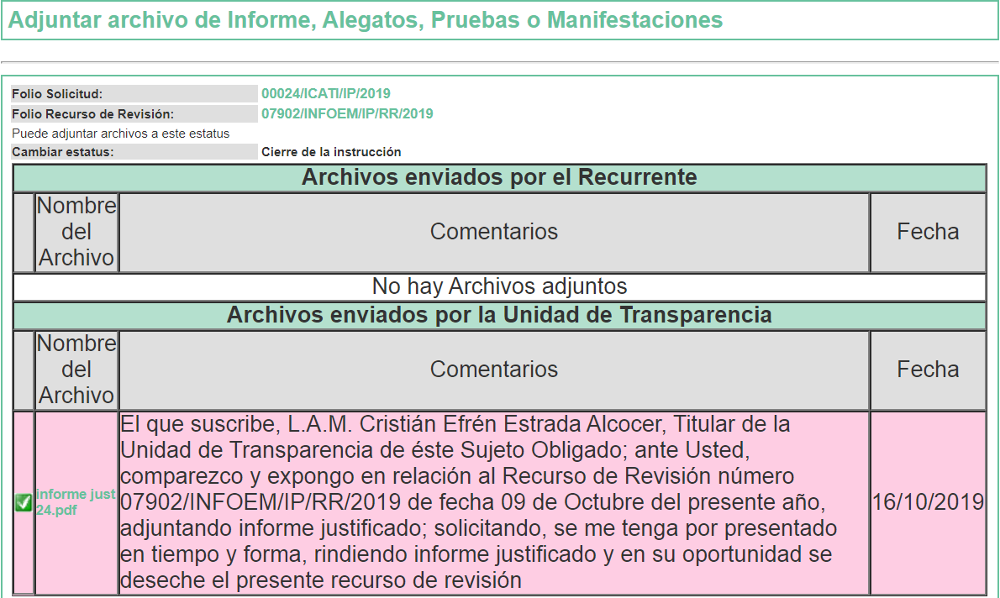 Adjuntar archivo de Informe, Alegatos, Pruebas o Manifestaciones
Folio Solicitud: 00024/ICATI/IP/2019
Folio Recurso de Revisión: 07902/INFOEM/IP/RR/2019
Puede adjuntar archivos a este estatus
Cambiar estatus: Cierre de la instrucción
Archivos enviados por el Recurrente
Nombre
del
Archivo
Comentarios
Fecha
No hay Archivos adjuntos
Archivos enviados por la Unidad de Transparencia
Nombre
del
Archivo
Comentarios
Fecha
informe just
24.pdf
El que suscribe, L.A.M. Cristián Efrén Estrada Alcocer, Titular de la
Unidad de Transparencia de éste Sujeto Obligado; ante Usted,
comparezco y expongo en relación al Recurso de Revisión número
07902/INFOEM/IP/RR/2019 de fecha 09 de Octubre del presente año,
adjuntando informe justificado; solicitando, se me tenga por presentado
en tiempo y forma, rindiendo informe justificado y en su oportunidad se
deseche el presente recurso de revisión
16/10/2019